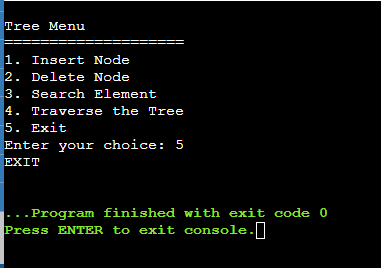 Tree Menu
====================
1. Insert Node
2. Delete Node
3. Search Element
4. Traverse the Tree
5. Exit
Enter your choice: 5
EXIT
...Program finished with exit code 0
Press ENTER to exit console.